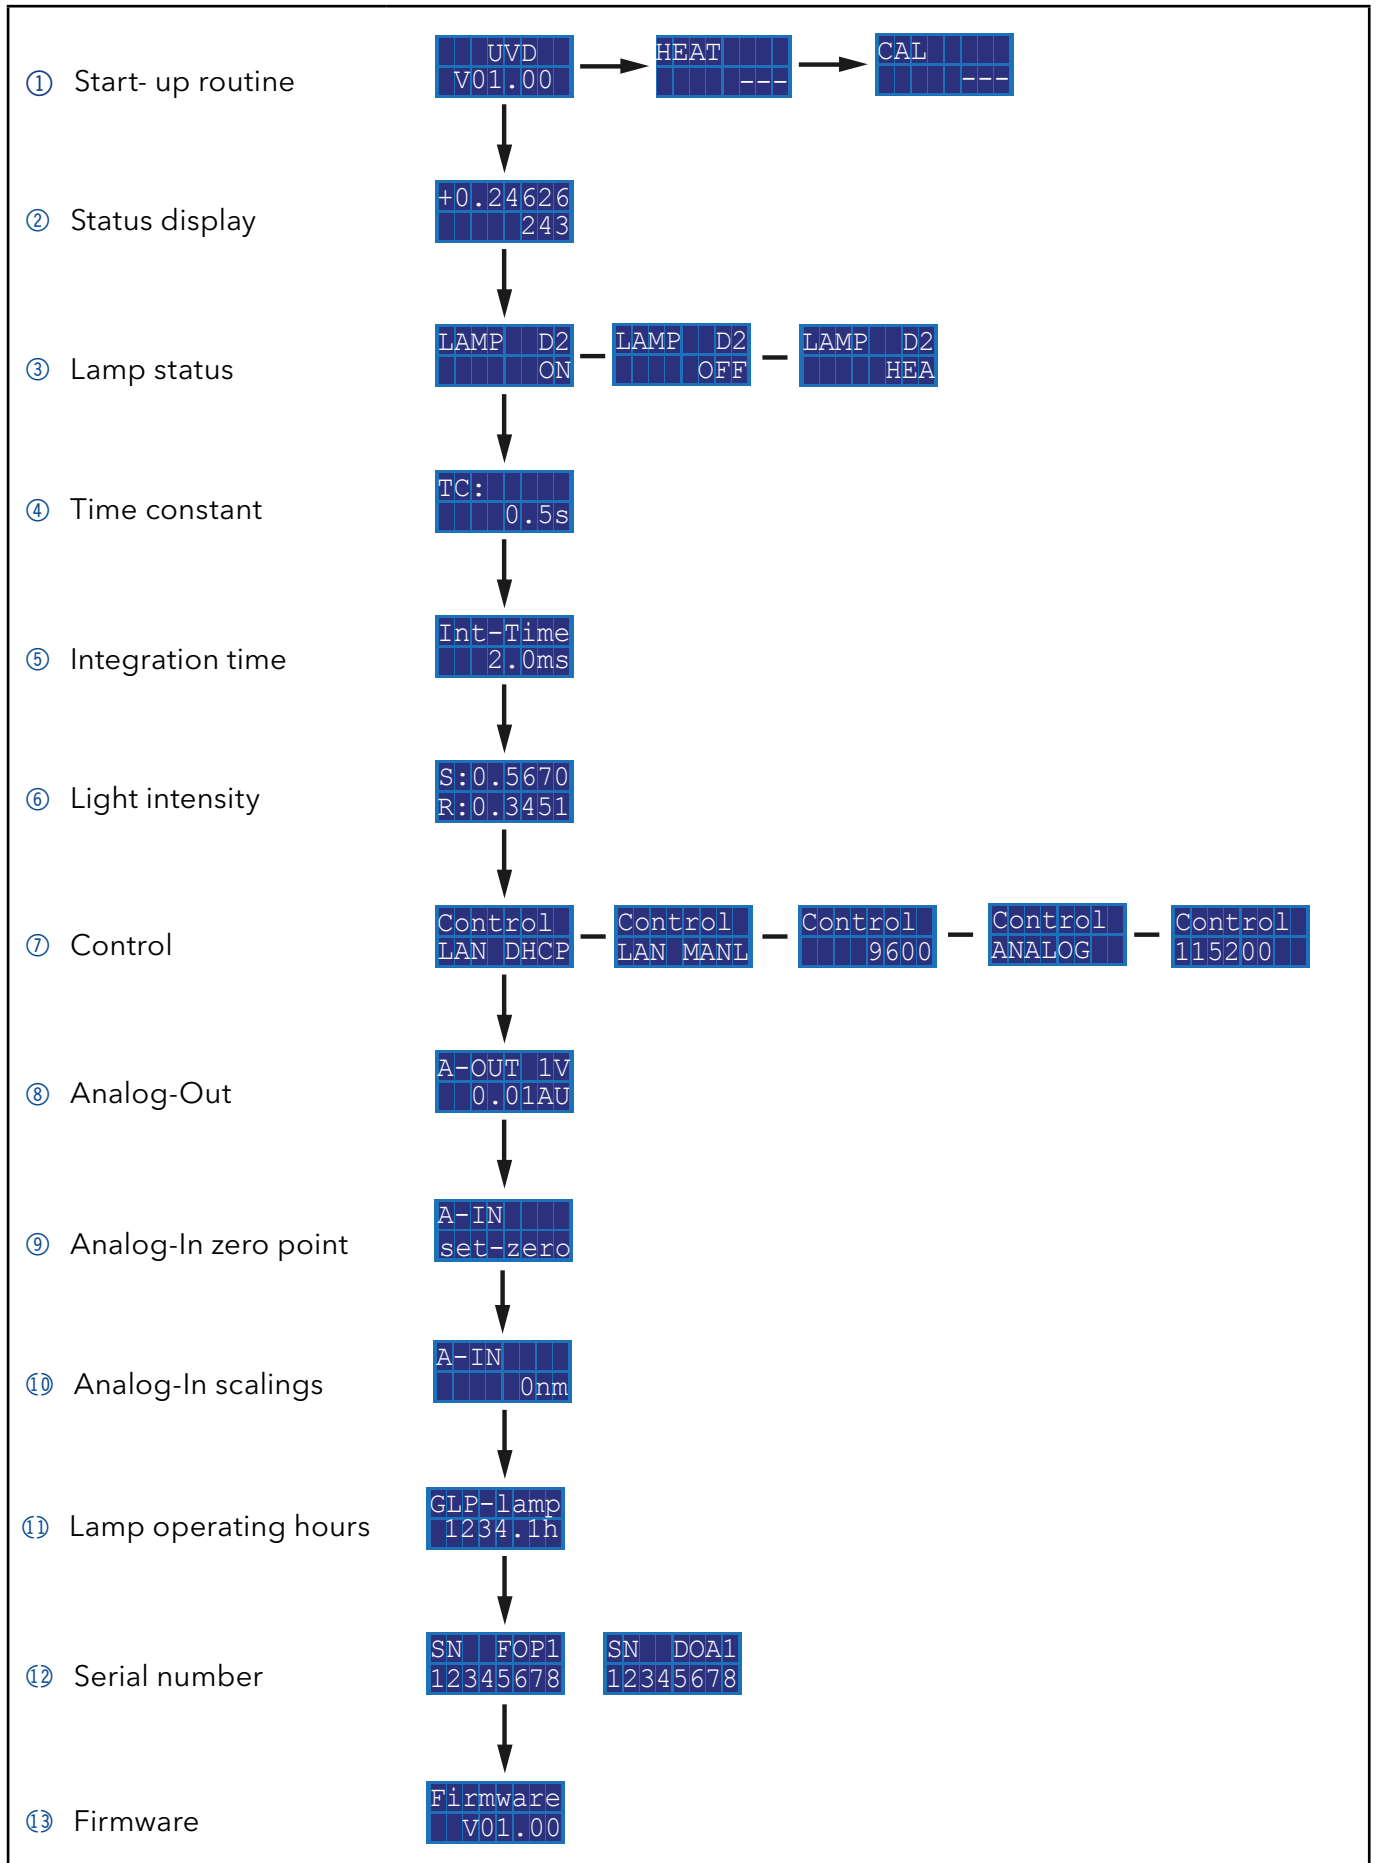 ① Start- up routine
UVD
V01.00
HEAT
---
CAL
---
② Status display
+0.24626
243
③ Lamp status
LAMP D2
ON
LAMP D2
OFF
LAMP D2
HEA
④ Time constant
TC:
0.5s
⑤ Integration time
Int-Time
2.0ms
⑥ Light intensity
S:0.5670
R:0.3451
⑦ Control
Control
LAN DHCP
Control
LAN MANL
Control
9600
Control
ANALOG
Control
115200
⑧ Analog-Out
A-OUT 1V
0.01AU
⑨ Analog-In zero point
A-IN
set-zero
⑩ Analog-In scalings
A-IN
0nm
⑪ Lamp operating hours
GLP-lamp
1234.1h
⑫ Serial number
SN FOP1
12345678
SN DOA1
12345678
⑬ Firmware
Firmware
V01.00